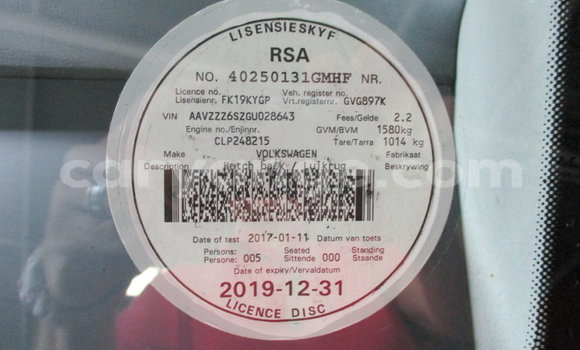 LISENSIESKYF
RSA
NO. 40250131GMHF NR.
Licence no. Veh. register no.
Lisensienr. FK19KYGP Vrt.registernr. GVG897K
VIN AAVZZZ6SZGU028643 Fees/Gelde 2.2
Engine no./Enjinnr. GVM/BVM 1580kg
CLP248215 Tare/Tarra 1014 kg
Make VOLKSWAGEN Fabrikaat
Description Hatch back / Luikrug Beskrywing
Date of test 2017-01-11 Datum van toets
Persons: Seated Standing
Persone: 005 Sittende 000 Staande
Date of expiry/Vervaldatum
2019-12-31
LICENCE DISC